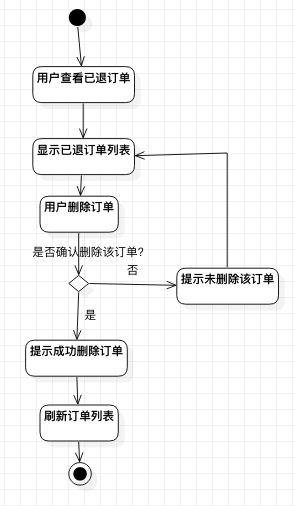 用户查看已退订单
显示已退订单列表
用户删除订单
是否确认删除该订单?
否
提示未删除该订单
是
提示成功删除订单
刷新订单列表